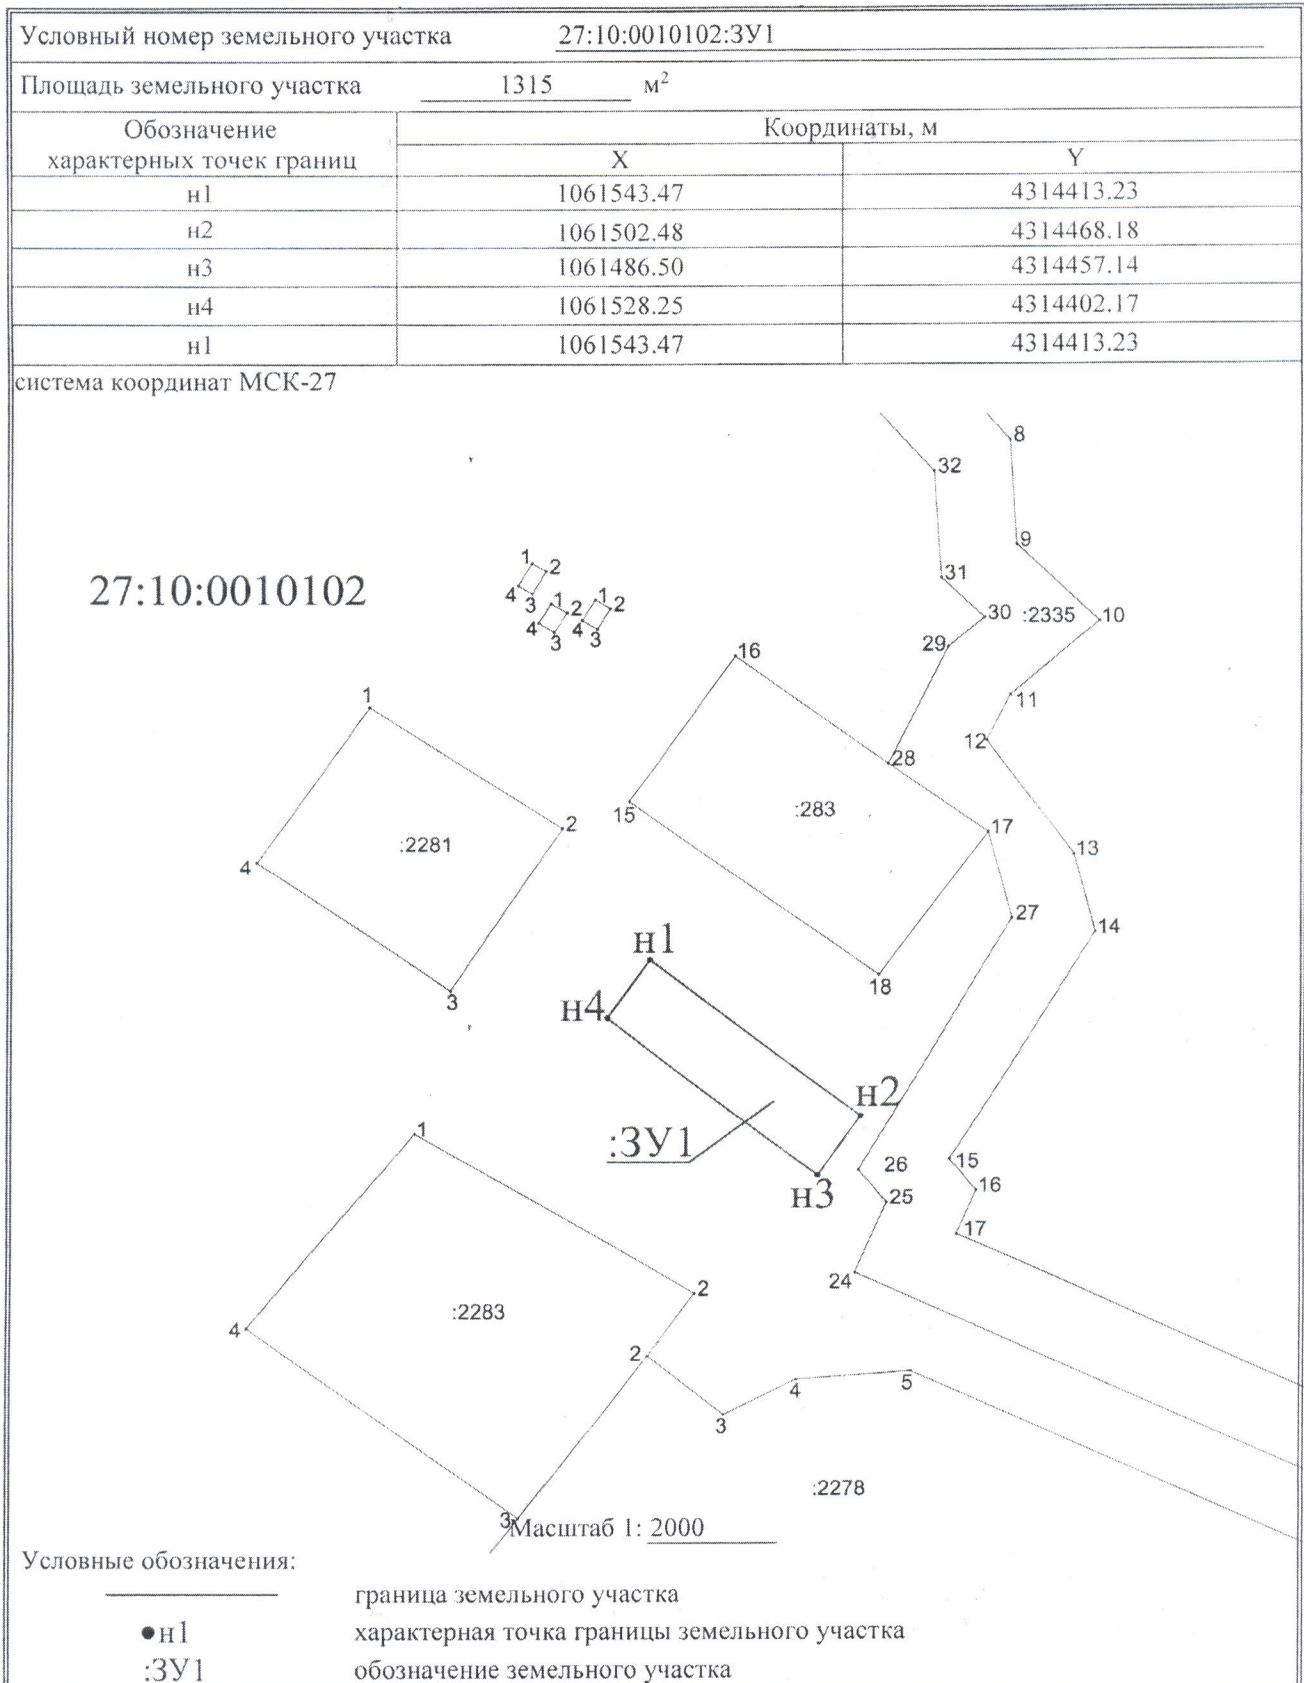 Условный номер земельного участка 27:10:0010102:ЗУ1
Площадь земельного участка 1315 м²
Обозначение характерных точек границ
Координаты, м
X Y
н1 1061543.47 4314413.23
н2 1061502.48 4314468.18
н3 1061486.50 4314457.14
н4 1061528.25 4314402.17
н1 1061543.47 4314413.23
система координат МСК-27
8
32
9
27:10:0010102
1 2
4 3
31
1 2
4 3
1 2
4 3
30 :2335 10
29
16
1
11
12
28
15 :283
2 17
:2281
4
13
27
14
н1
18
3
н4
н2
1
:ЗУ1
15
26
16
н3 25
17
24
2
:2283
4
2
4 5
3
:2278
3
Масштаб 1: 2000
Условные обозначения:
граница земельного участка
н1 характерная точка границы земельного участка
:ЗУ1 обозначение земельного участка